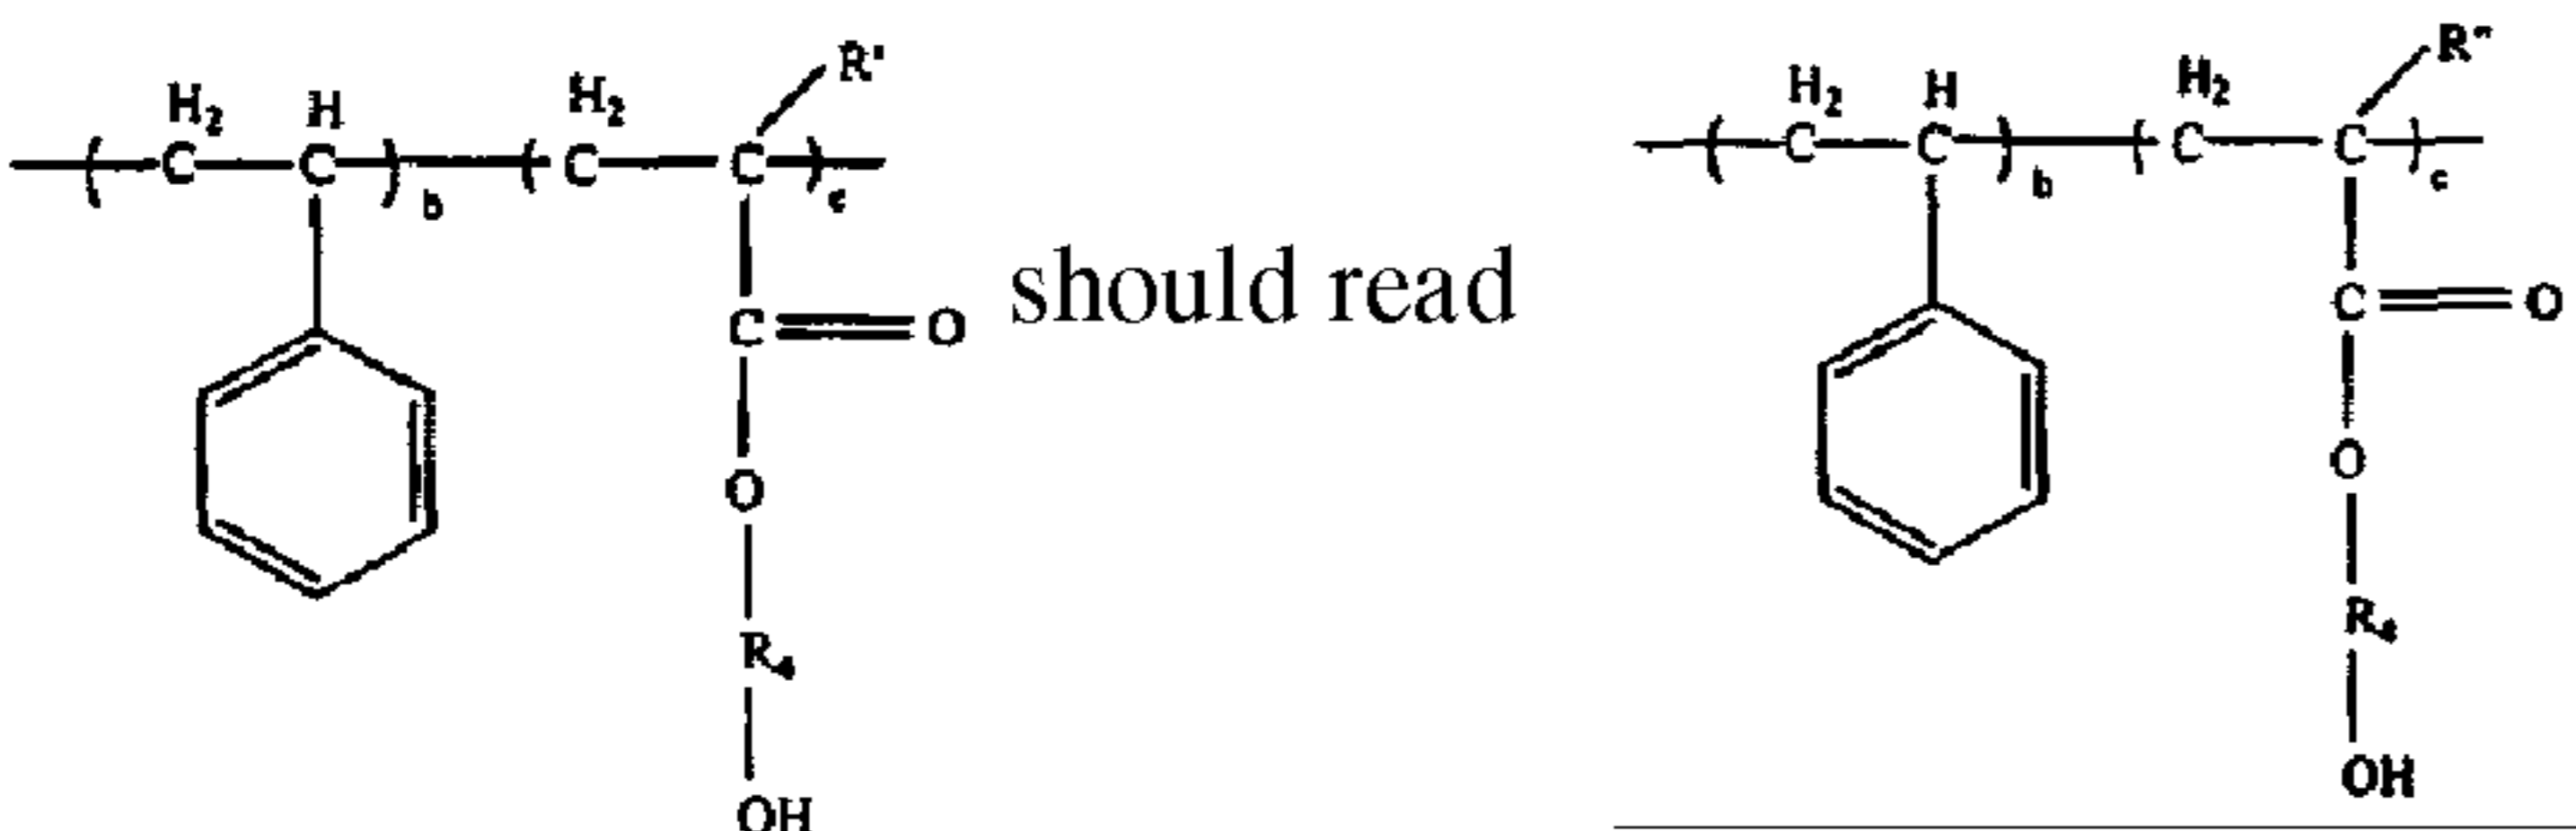 H₂ H H₂ R'
( C C )b ( C C )c
C O
O
R₄
OH
should read
H₂ H H₂ R"
( C C )b ( C C )c
C O
O
R₄
OH